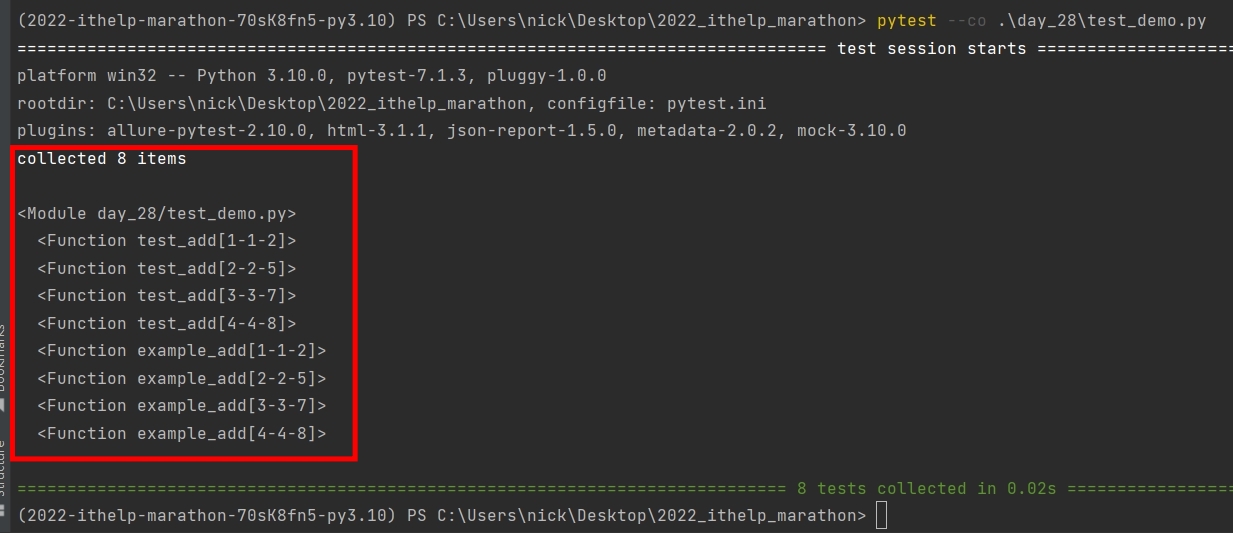 (2022-ithelp-marathon-70sK8fn5-py3.10) PS C:\Users\nick\Desktop\2022_ithelp_marathon> pytest --co .\day_28\test_demo.py
================================================================================= test session starts ====================
platform win32 -- Python 3.10.0, pytest-7.1.3, pluggy-1.0.0
rootdir: C:\Users\nick\Desktop\2022_ithelp_marathon, configfile: pytest.ini
plugins: allure-pytest-2.10.0, html-3.1.1, json-report-1.5.0, metadata-2.0.2, mock-3.10.0
collected 8 items
<Module day_28/test_demo.py>
  <Function test_add[1-1-2]>
  <Function test_add[2-2-5]>
  <Function test_add[3-3-7]>
  <Function test_add[4-4-8]>
  <Function example_add[1-1-2]>
  <Function example_add[2-2-5]>
  <Function example_add[3-3-7]>
  <Function example_add[4-4-8]>
============================================================================= 8 tests collected in 0.02s =================
(2022-ithelp-marathon-70sK8fn5-py3.10) PS C:\Users\nick\Desktop\2022_ithelp_marathon>